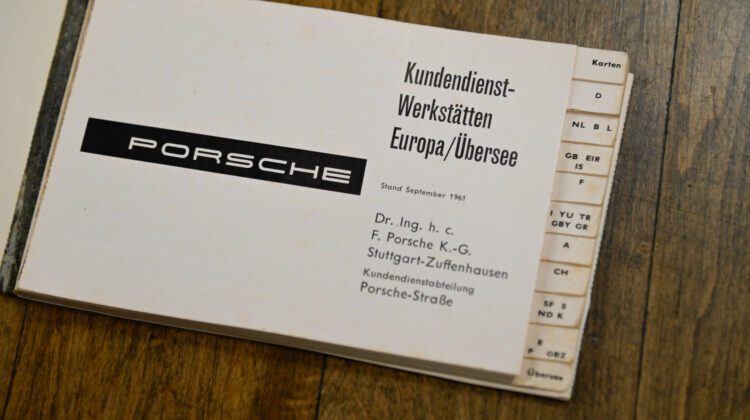 PORSCHE
Kundendienst-
Werkstätten
Europa/Übersee
Stand September 1961
Dr. Ing. h. c.
F. Porsche K.-G.
Stuttgart-Zuffenhausen
Kundendienstabteilung
Porsche-Straße
Karten
D
NL B L
GB EIR
IS
F
I YU TR
GBY GR
A
CH
SF S
ND K
E
P GBZ
Übersee